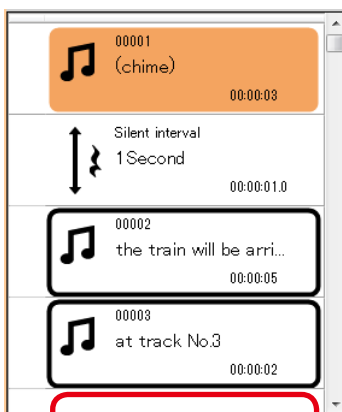 00001
(chime)
00:00:03
Silent interval
1Second
00:00:01.0
00002
the train will be arri...
00:00:05
00003
at track No.3
00:00:02